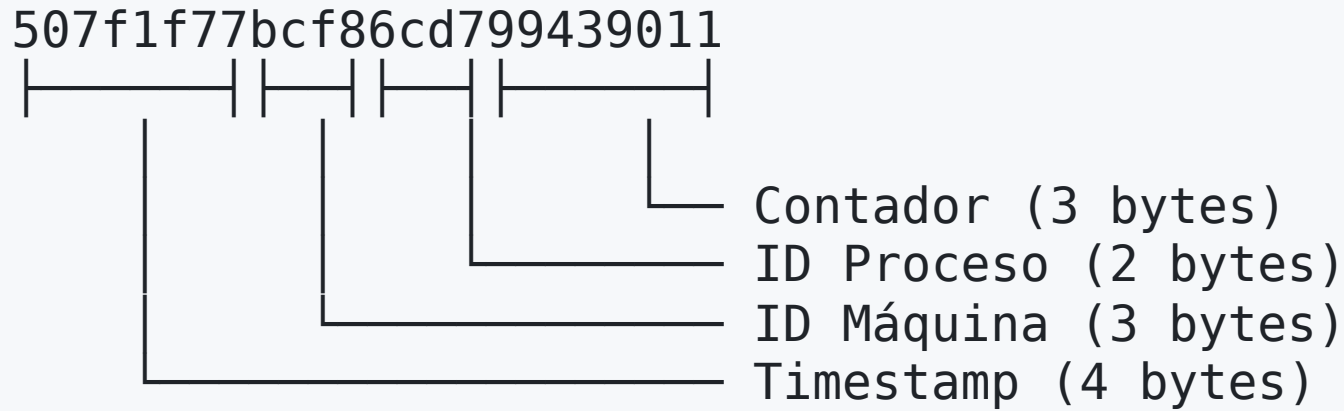 507f1f77bcf86cd799439011
Contador (3 bytes)
ID Proceso (2 bytes)
ID Máquina (3 bytes)
Timestamp (4 bytes)